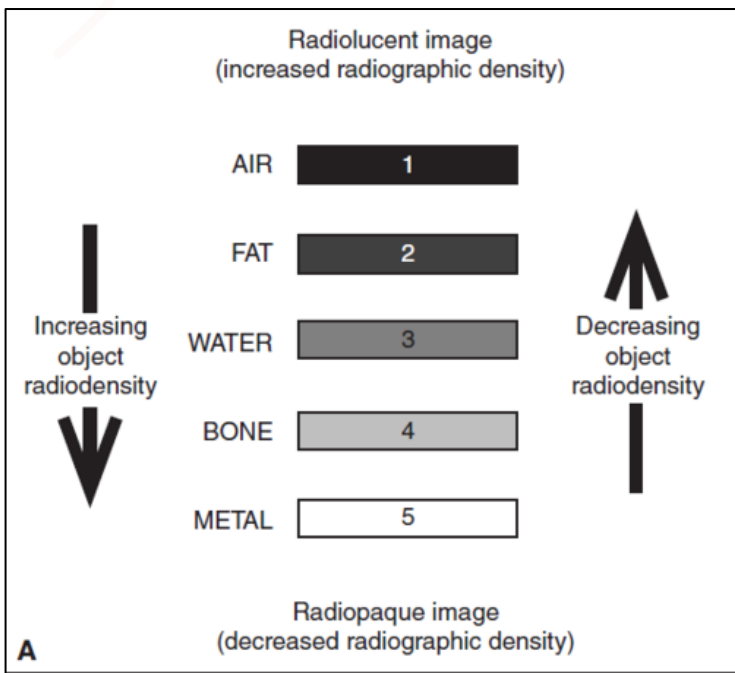 Radiolucent image
(increased radiographic density)
AIR
1
FAT
2
Increasing
object
radiodensity
WATER
3
Decreasing
object
radiodensity
BONE
4
METAL
5
Radiopaque image
(decreased radiographic density)
A